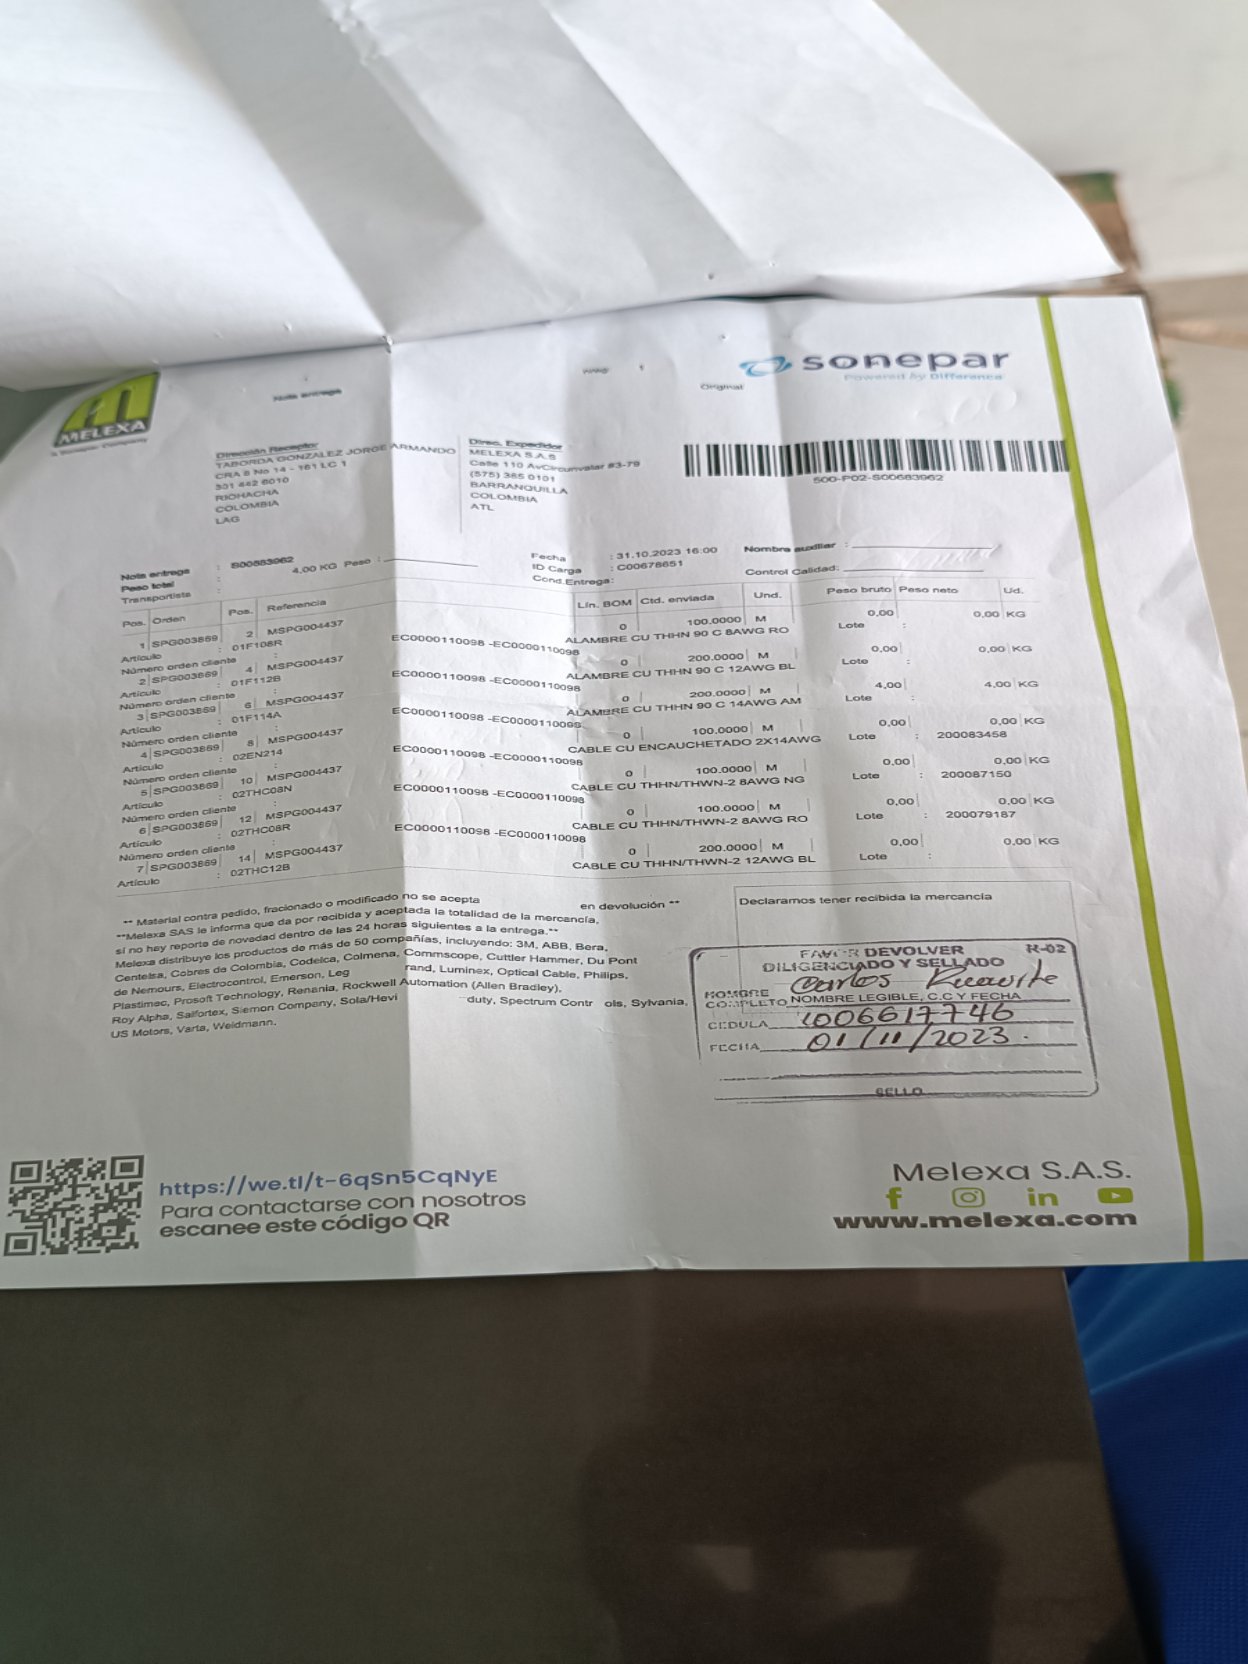 MELEXA
A Sonepar Company
Nota entrega
Original
sonepar
Powered by Difference
Dirección Receptor
TABORDA GONZALEZ JORGE ARMANDO
CRA 8 No 14 - 161 LC 1
301 442 6010
RIOHACHA
COLOMBIA
LAG
Direc. Expedidor
MELEXA S.A.S
Calle 110 AvCircunvalar #3-79
(575) 385 0101
BARRANQUILLA
COLOMBIA
ATL
500-P02-S00683962
Nota entrega : S00683962
Peso total : 4,00 KG Peso :
Transportista :
Fecha : 31.10.2023 16:00
ID Carga : C00678651
Cond.Entrega:
Nombre auxiliar :
Control Calidad:
Pos. Orden Pos. Referencia Lín. BOM Ctd. enviada Und. Peso bruto Peso neto Ud.
1 SPG003869 2 MSPG004437 0 100.0000 M 0,00 0,00 KG
Artículo : 01F108R EC0000110098 -EC0000110098 ALAMBRE CU THHN 90 C 8AWG RO Lote :
Número orden cliente :
2 SPG003869 4 MSPG004437 0 200.0000 M 0,00 0,00 KG
Artículo : 01F112B EC0000110098 -EC0000110098 ALAMBRE CU THHN 90 C 12AWG BL Lote :
Número orden cliente :
3 SPG003869 6 MSPG004437 0 200.0000 M 4,00 4,00 KG
Artículo : 01F114A EC0000110098 -EC0000110098 ALAMBRE CU THHN 90 C 14AWG AM Lote :
Número orden cliente :
4 SPG003869 8 MSPG004437 0 100.0000 M 0,00 0,00 KG
Artículo : 02EN214 EC0000110098 -EC0000110098 CABLE CU ENCAUCHETADO 2X14AWG Lote : 200083458
Número orden cliente :
5 SPG003869 10 MSPG004437 0 100.0000 M 0,00 0,00 KG
Artículo : 02THC08N EC0000110098 -EC0000110098 CABLE CU THHN/THWN-2 8AWG NG Lote : 200087150
Número orden cliente :
6 SPG003869 12 MSPG004437 0 100.0000 M 0,00 0,00 KG
Artículo : 02THC08R EC0000110098 -EC0000110098 CABLE CU THHN/THWN-2 8AWG RO Lote : 200079187
Número orden cliente :
7 SPG003869 14 MSPG004437 0 200.0000 M 0,00 0,00 KG
Artículo : 02THC12B CABLE CU THHN/THWN-2 12AWG BL Lote :
** Material contra pedido, fracionado o modificado no se acepta en devolución **
**Melexa SAS le informa que da por recibida y aceptada la totalidad de la mercancía,
sí no hay reporte de novedad dentro de las 24 horas siguientes a la entrega.**
Melexa distribuye los productos de más de 50 compañías, incluyendo: 3M, ABB, Bera,
Centelsa, Cobres de Colombia, Codelca, Colmena, Commscope, Cuttler Hammer, Du Pont
de Nemours, Electrocontrol, Emerson, Leg rand, Luminex, Optical Cable, Philips,
Plastimec, Prosoft Technology, Renania, Rockwell Automation (Allen Bradley),
Roy Alpha, Saifortex, Siemon Company, Sola/Hevi duty, Spectrum Contr ols, Sylvania,
US Motors, Varta, Weidmann.
Declaramos tener recibida la mercancia
FAVOR DEVOLVER R-02
DILIGENCIADO Y SELLADO
NOMBRE Carlos
COMPLETO NOMBRE LEGIBLE, C.C Y FECHA
CEDULA 1006617746
FECHA 01/11/2023.
SELLO
https://we.tl/t-6qSn5CqNyE
Para contactarse con nosotros
escanee este código QR
Melexa S.A.S.
www.melexa.com